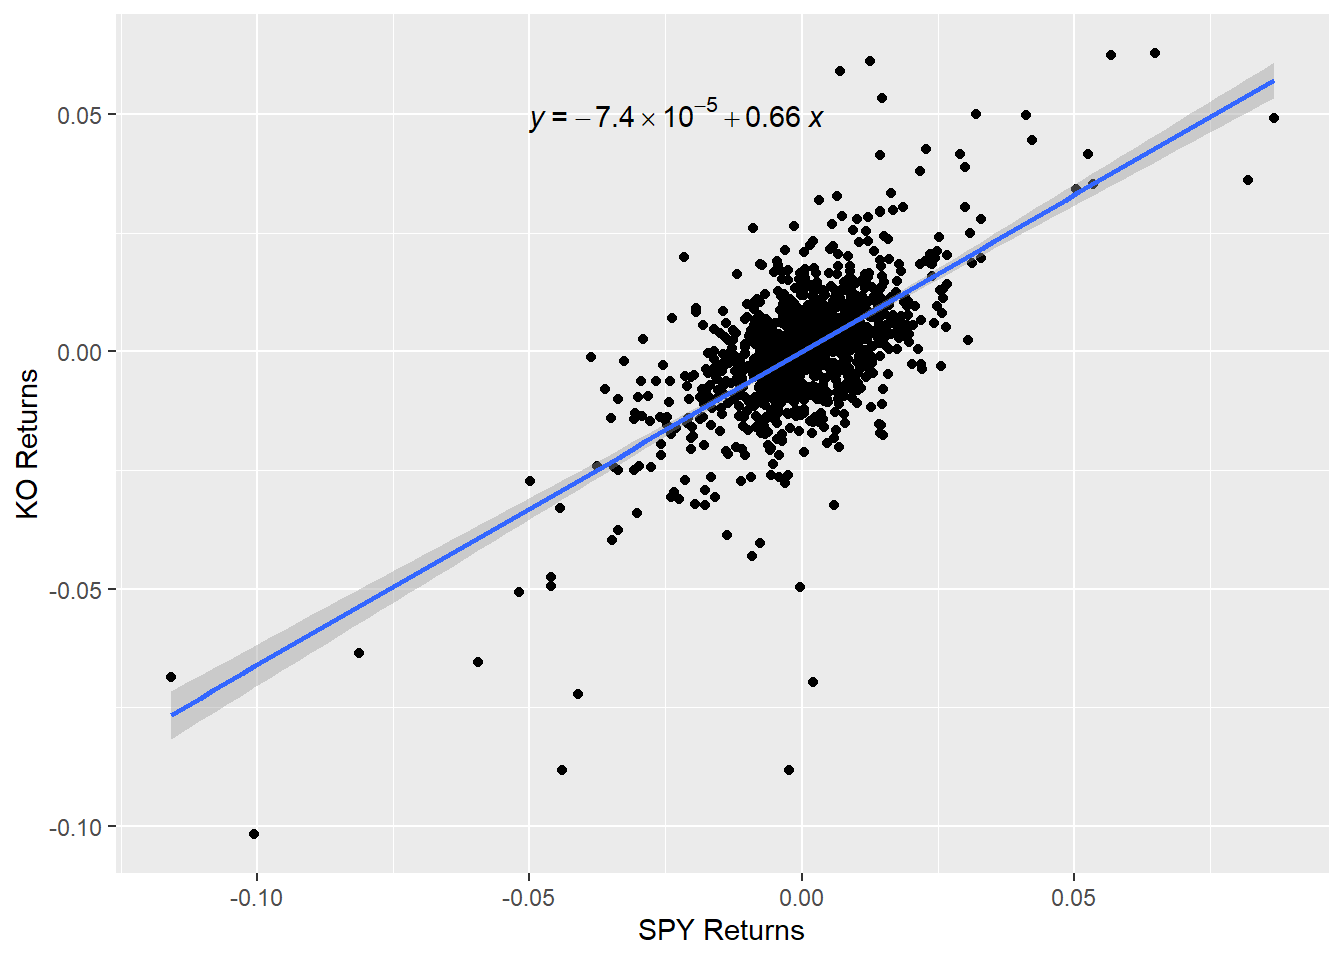 y = −7.4 × 10⁻⁵ + 0.66 x
0.05
0.00
-0.05
-0.10
KO Returns
-0.10 -0.05 0.00 0.05
SPY Returns